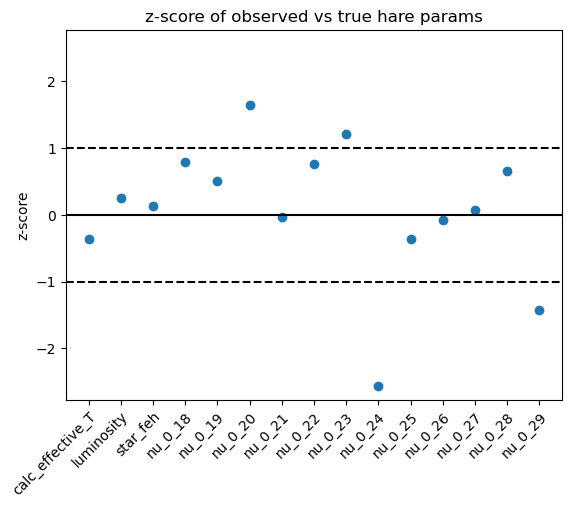 z-score of observed vs true hare params
z-score
2
1
0
−1
−2
calc_effective_T
luminosity
star_feh
nu_0_18
nu_0_19
nu_0_20
nu_0_21
nu_0_22
nu_0_23
nu_0_24
nu_0_25
nu_0_26
nu_0_27
nu_0_28
nu_0_29